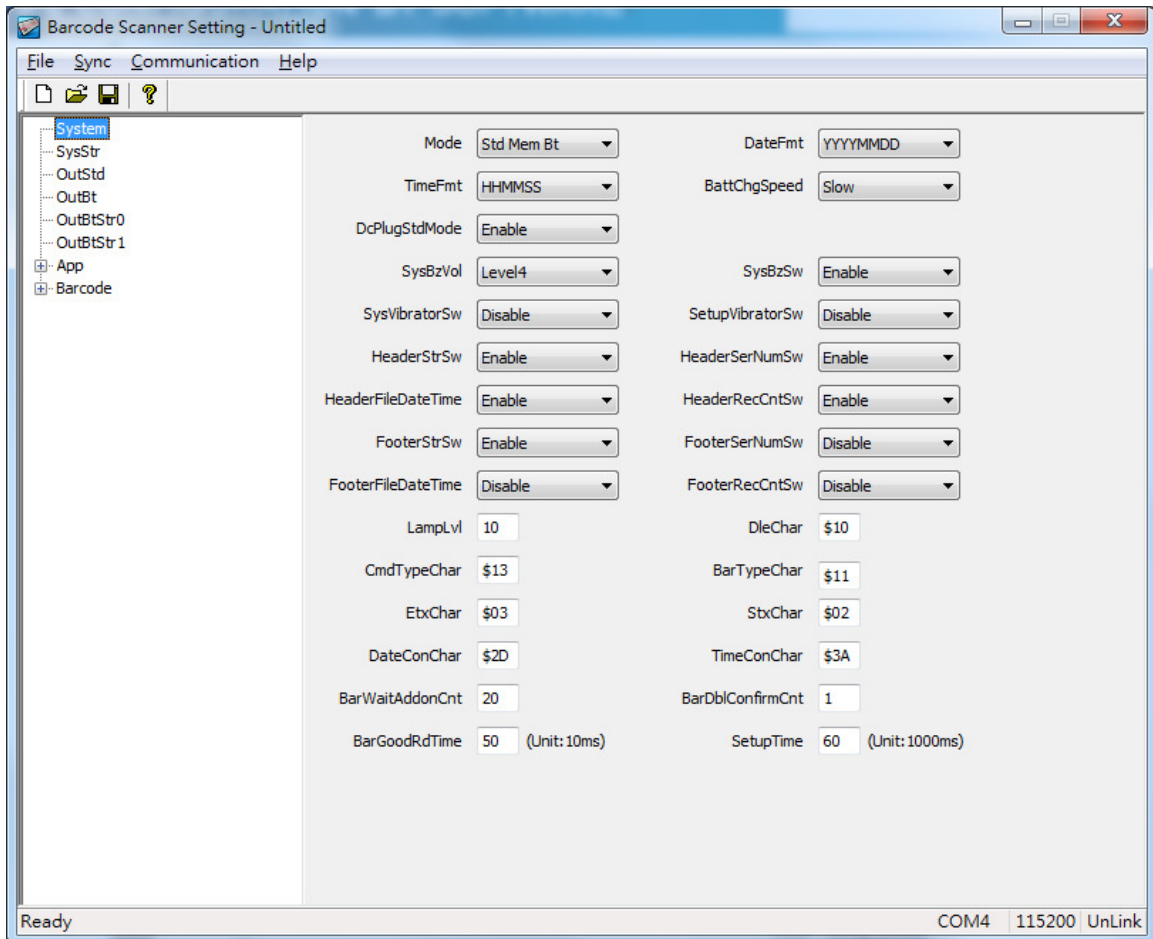 Barcode Scanner Setting - Untitled
File Sync Communication Help
System
SysStr
OutStd
OutBt
OutBtStr0
OutBtStr1
App
Barcode
Mode Std Mem Bt DateFmt YYYYMMDD
TimeFmt HHMMSS BattChgSpeed Slow
DcPlugStdMode Enable
SysBzVol Level4 SysBzSw Enable
SysVibratorSw Disable SetupVibratorSw Disable
HeaderStrSw Enable HeaderSerNumSw Enable
HeaderFileDateTime Enable HeaderRecCntSw Enable
FooterStrSw Enable FooterSerNumSw Disable
FooterFileDateTime Disable FooterRecCntSw Disable
LampLvl 10 DleChar $10
CmdTypeChar $13 BarTypeChar $11
EtxChar $03 StxChar $02
DateConChar $2D TimeConChar $3A
BarWaitAddonCnt 20 BarDblConfirmCnt 1
BarGoodRdTime 50 (Unit:10ms) SetupTime 60 (Unit:1000ms)
Ready COM4 115200 UnLink